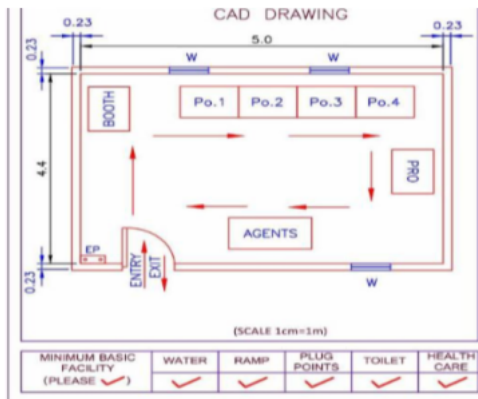 CAD DRAWING
0.23 5.0 0.23
0.23 W W
BOOTH Po.1 Po.2 Po.3 Po.4
4.4
PRO
AGENTS
EP
ENTRY EXIT
0.23 W
(SCALE 1cm=1m)
MINIMUM BASIC FACILITY (PLEASE ✓) WATER RAMP PLUG POINTS TOILET HEALTH CARE
✓ ✓ ✓ ✓ ✓